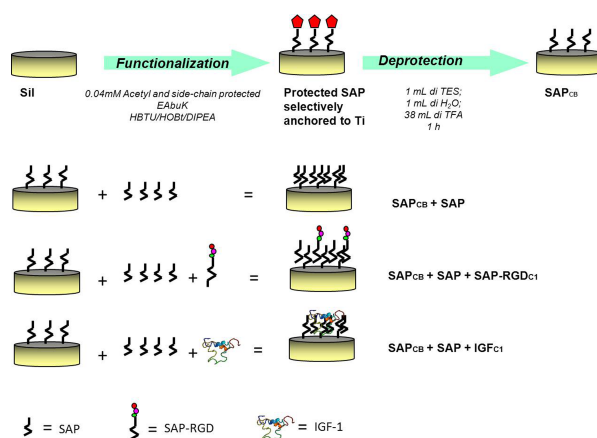 Functionalization
Deprotection
Sil
0.04mM Acetyl and side-chain protected
EAbuK
HBTU/HOBt/DIPEA
Protected SAP
selectively
anchored to Ti
1 mL di TES;
1 mL di H₂O;
38 mL di TFA
1 h
SAPCB
+ =
SAPCB + SAP
+ + =
SAPCB + SAP + SAP-RGDC1
+ + =
SAPCB + SAP + IGFC1
= SAP
= SAP-RGD
= IGF-1